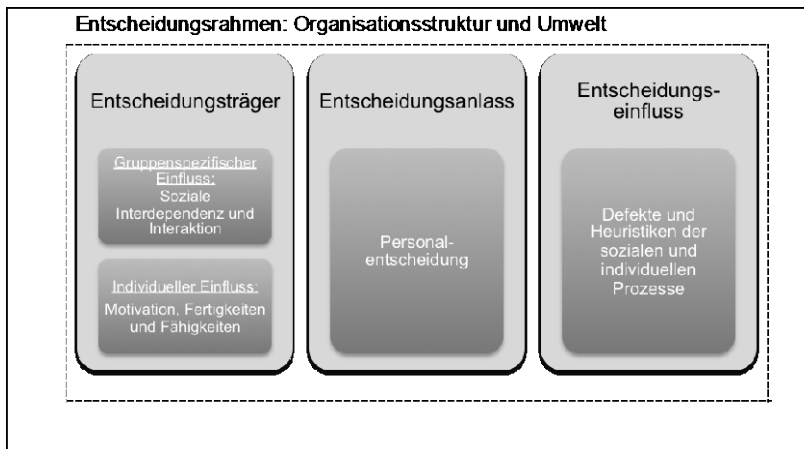 Entscheidungsrahmen: Organisationsstruktur und Umwelt
Entscheidungsträger
Gruppenspezifischer
Einfluss:
Soziale
Interdependenz und
Interaktion
Individueller Einfluss:
Motivation, Fertigkeiten
und Fähigkeiten
Entscheidungsanlass
Personal-
entscheidung
Entscheidungs-
einfluss
Defekte und
Heuristiken der
sozialen und
individuellen
Prozesse